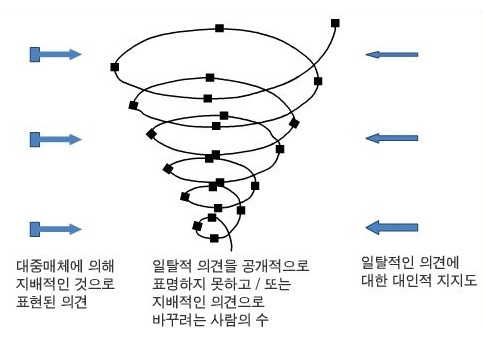 대중매체에 의해
지배적인 것으로
표현된 의견
일탈적 의견을 공개적으로
표명하지 못하고 / 또는
지배적인 의견으로
바꾸려는 사람의 수
일탈적인 의견에
대한 대인적 지지도